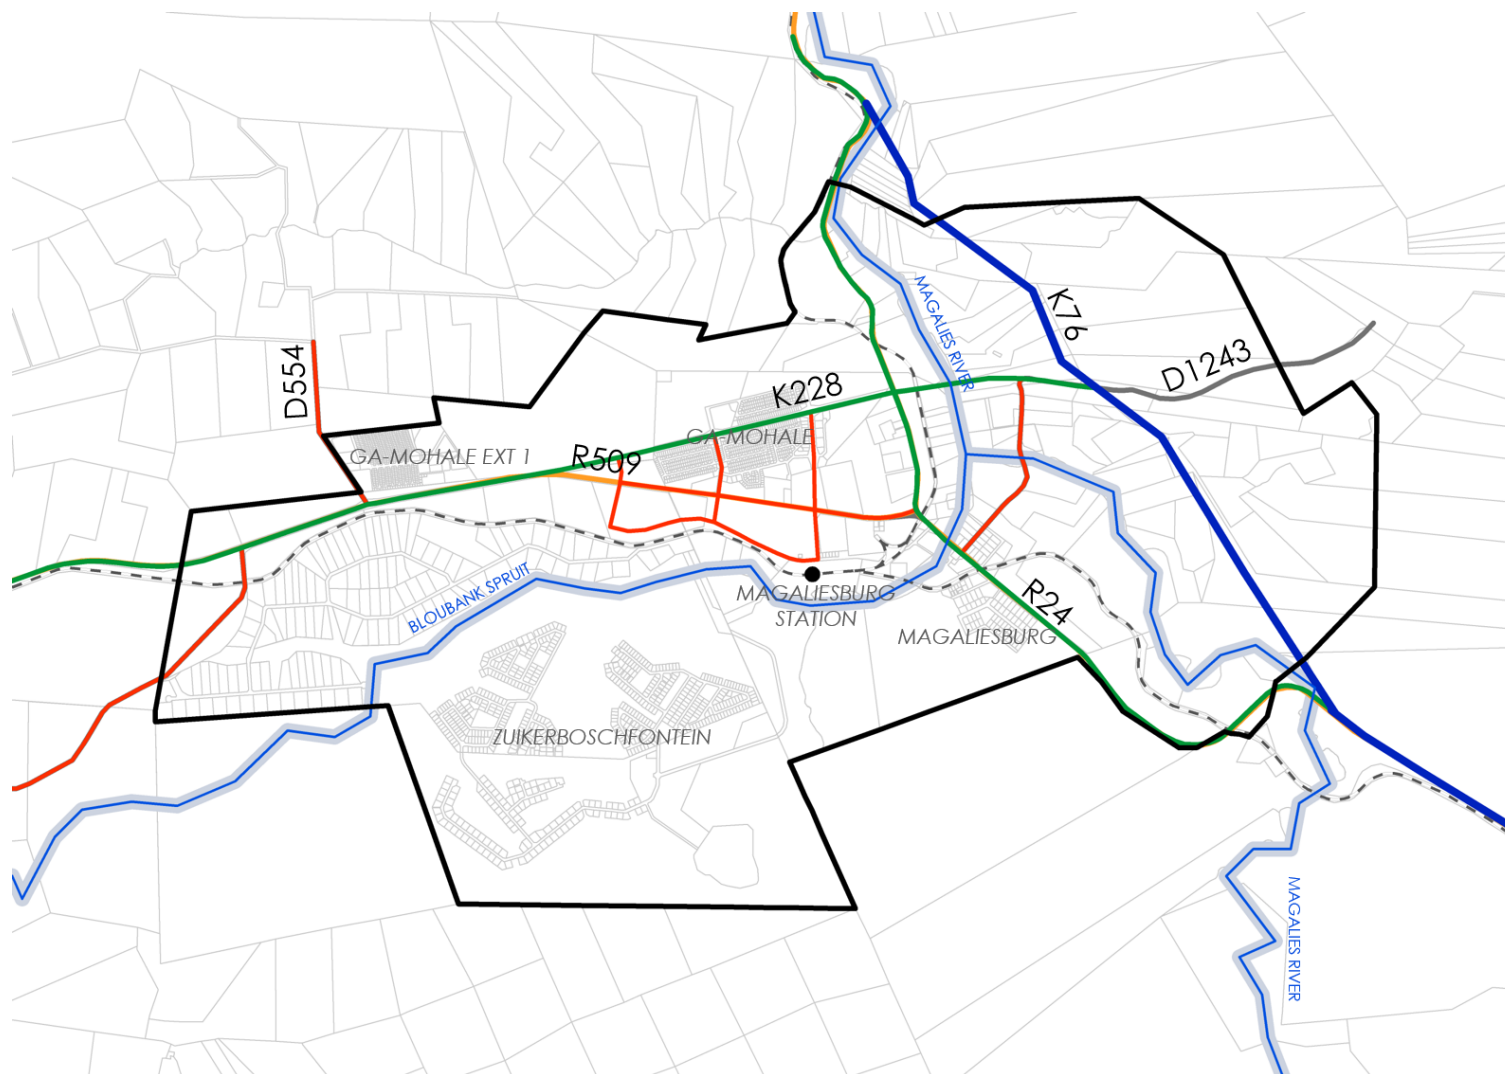 MAGALIES RIVER
K76
D1243
D554
K228
GA-MOHALE
GA-MOHALE EXT 1
R509
BLOUBANK SPRUIT
MAGALIESBURG
STATION
R24
MAGALIESBURG
ZUIKERBOSCHFONTEIN
MAGALIES RIVER